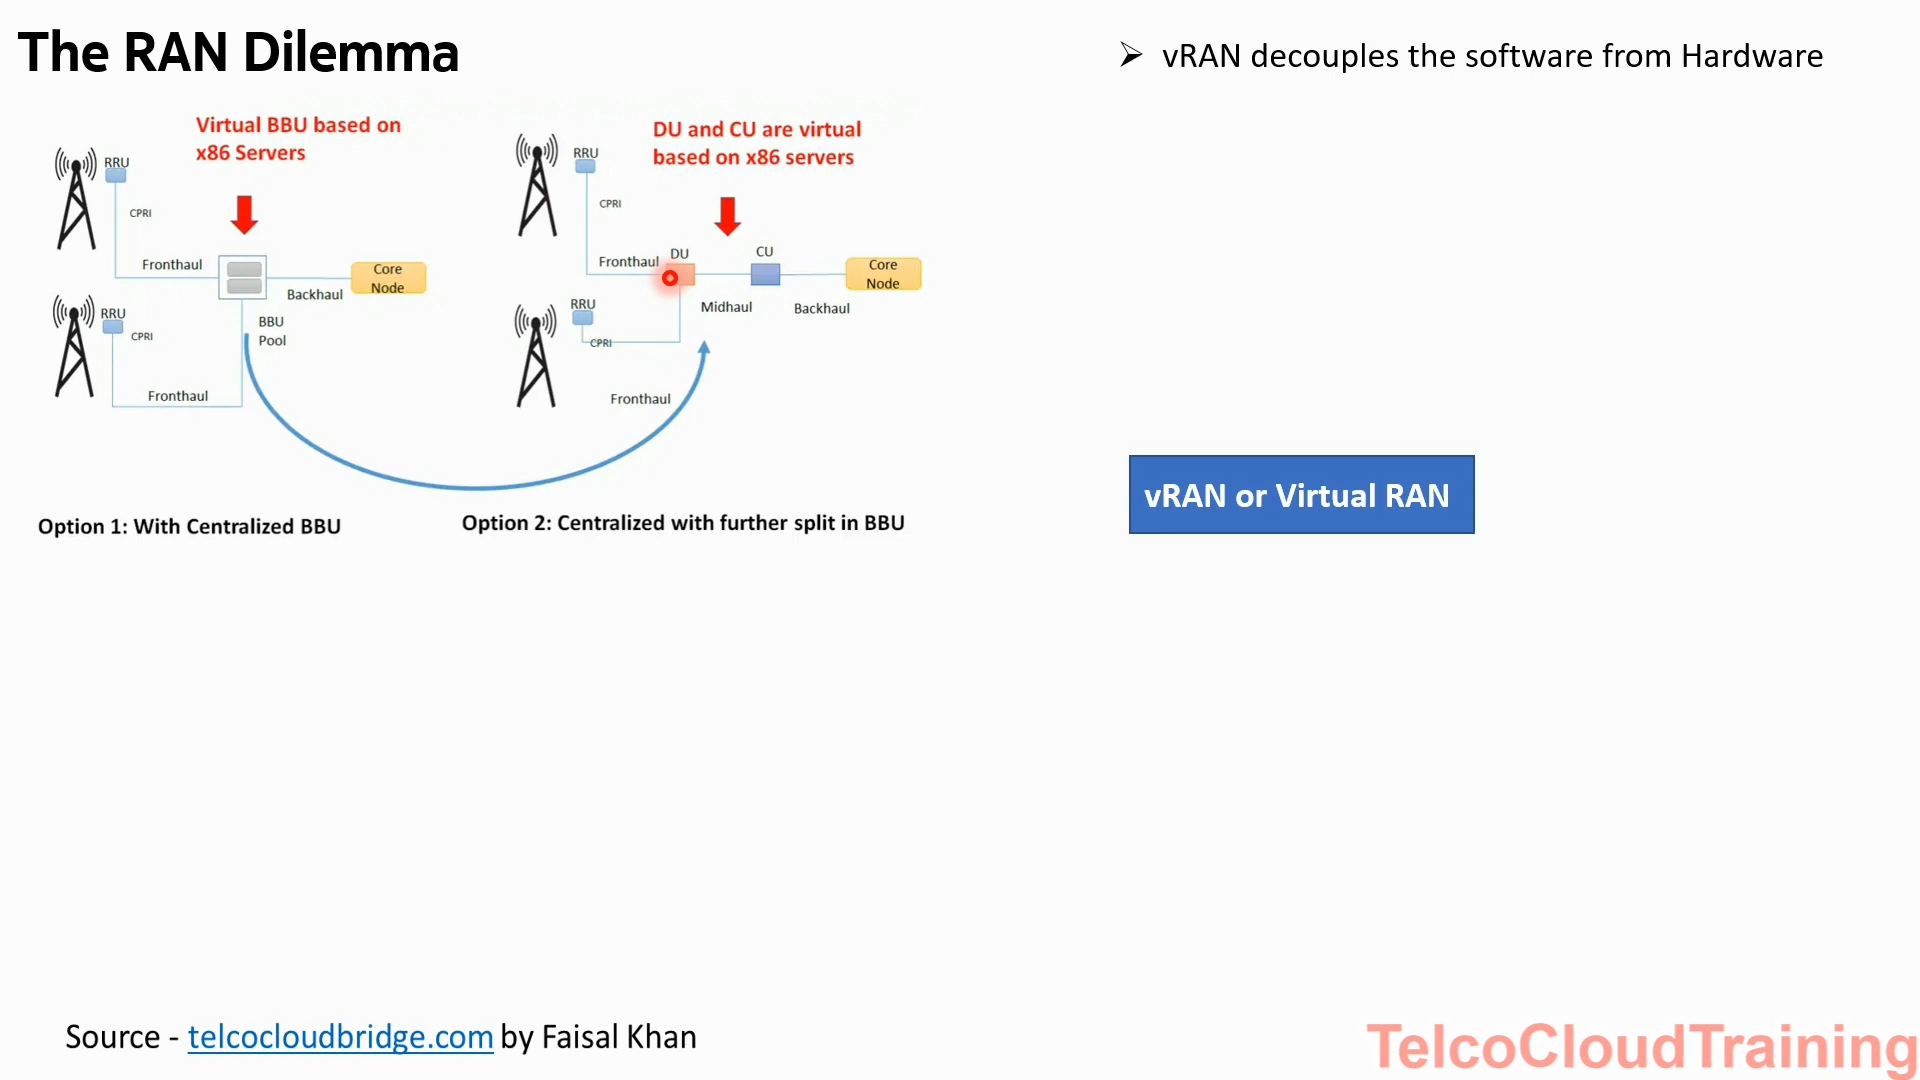 The RAN Dilemma
➢ vRAN decouples the software from Hardware
Virtual BBU based on
x86 Servers
RRU
CPRI
Fronthaul
Core
Node
Backhaul
RRU
CPRI
BBU
Pool
Fronthaul
Option 1: With Centralized BBU
DU and CU are virtual
based on x86 servers
RRU
CPRI
Fronthaul
DU
CU
Core
Node
Midhaul
Backhaul
RRU
CPRI
Fronthaul
Option 2: Centralized with further split in BBU
vRAN or Virtual RAN
Source - telcocloudbridge.com by Faisal Khan
TelcoCloudTraining